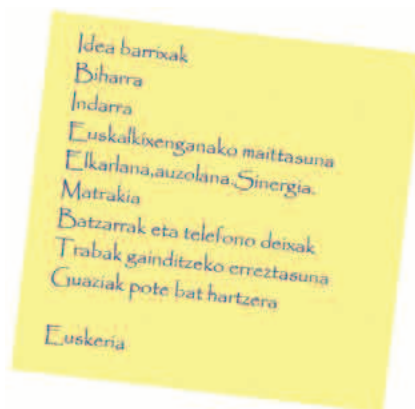 Idea barrixak
Biharra
Indarra
Euskalkixenganako maittasuna
Elkarlana,auzolana.Sinergia.
Matrakia
Batzarrak eta telefono deixak
Trabak gainditzeko erreztasuna
Guaziak pote bat hartzera
Euskeria